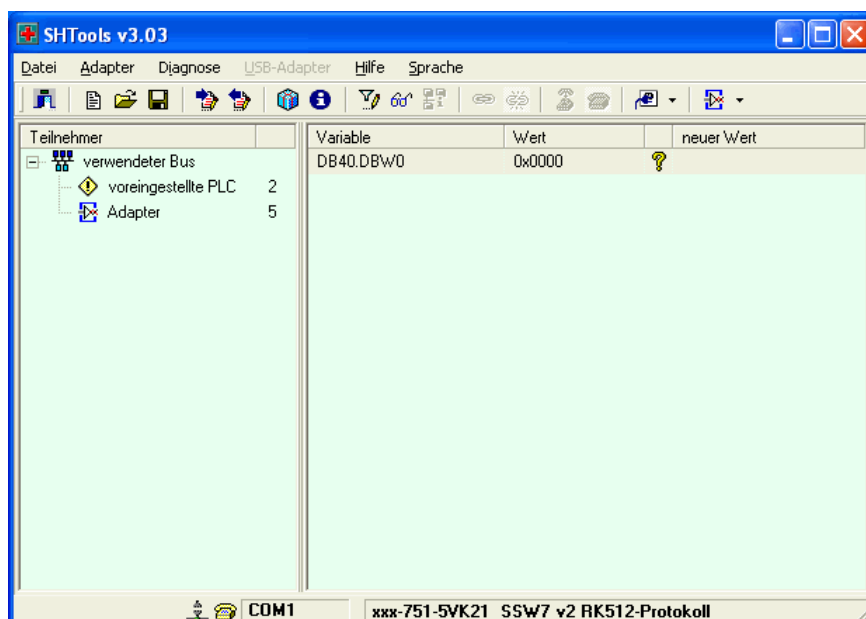 SHTools v3.03
Datei Adapter Diagnose USB-Adapter Hilfe Sprache
Teilnehmer
verwendeter Bus
voreingestellte PLC 2
Adapter 5
Variable Wert neuer Wert
DB40.DBW0 0x0000
COM1 xxx-751-5VK21 SSW7 v2 RK512-Protokoll